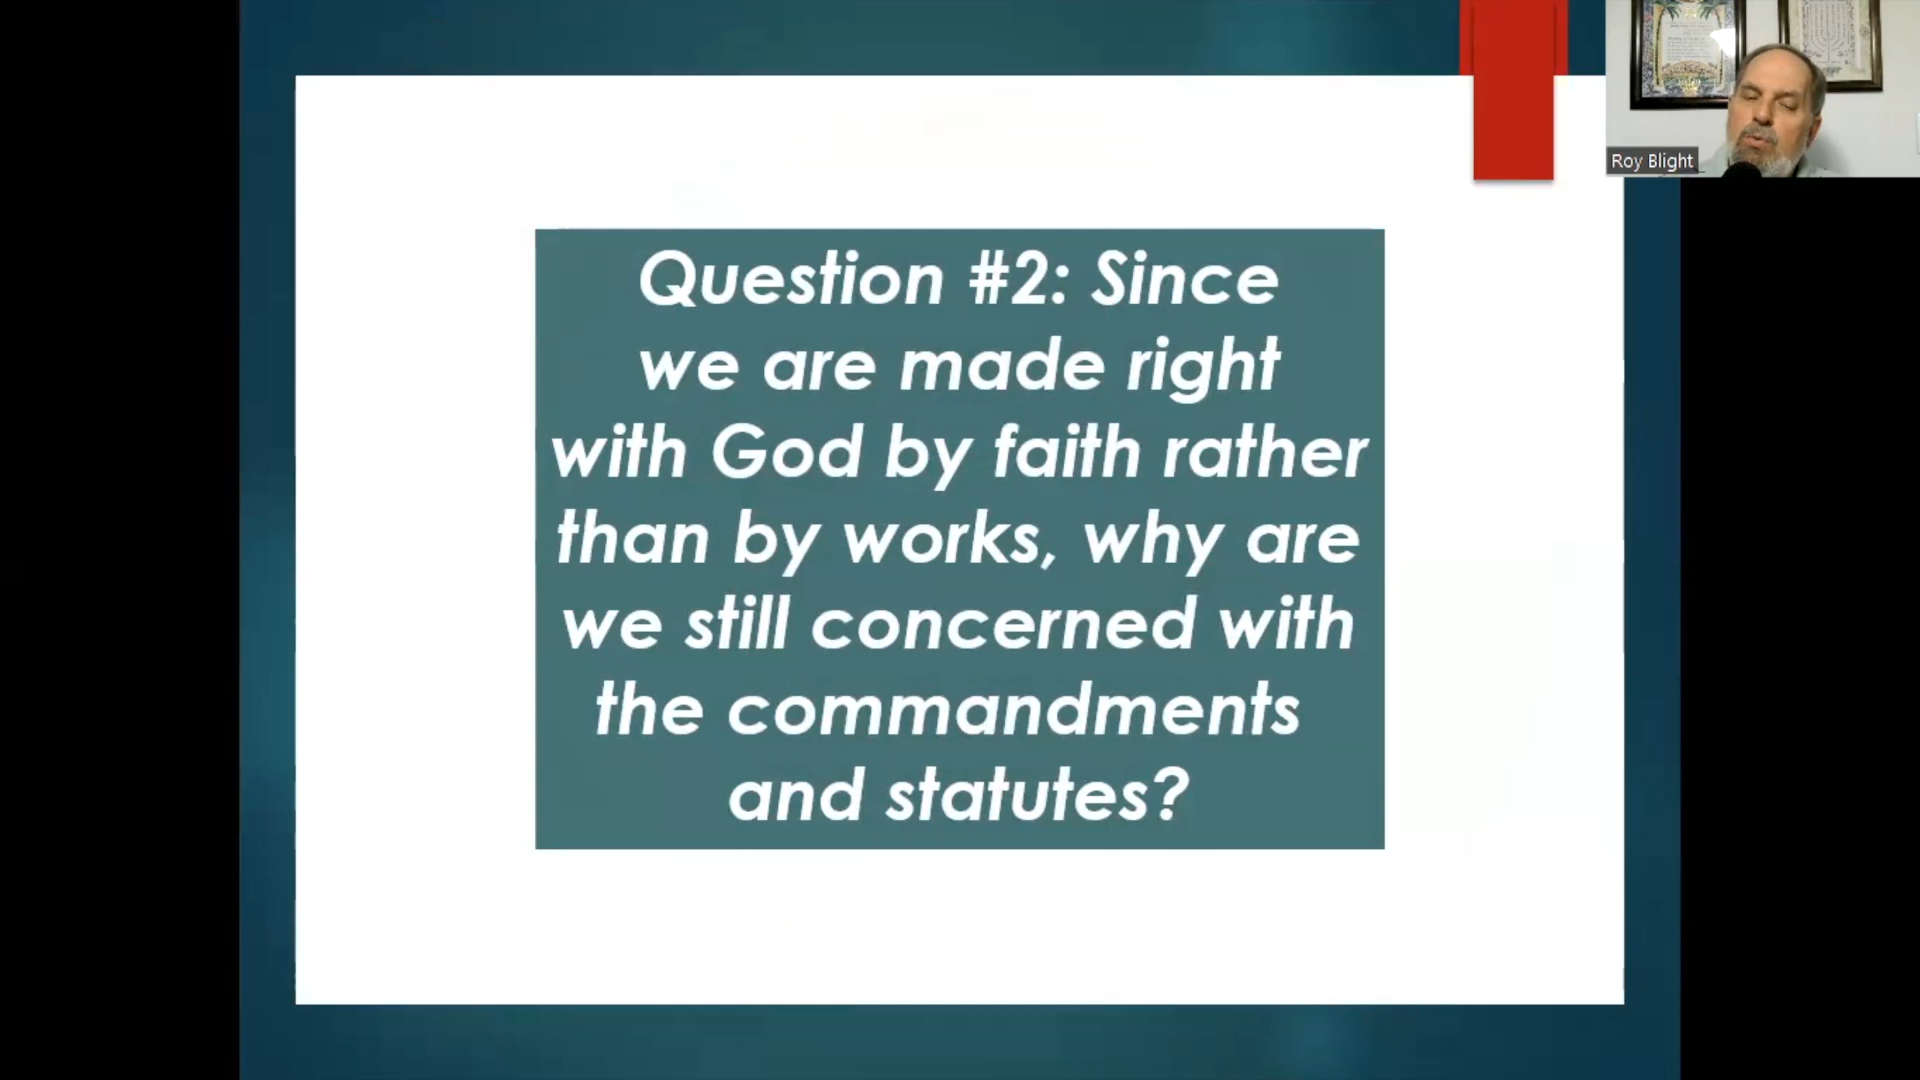 Question #2: Since
we are made right
with God by faith rather
than by works, why are
we still concerned with
the commandments
and statutes?
Roy Blight